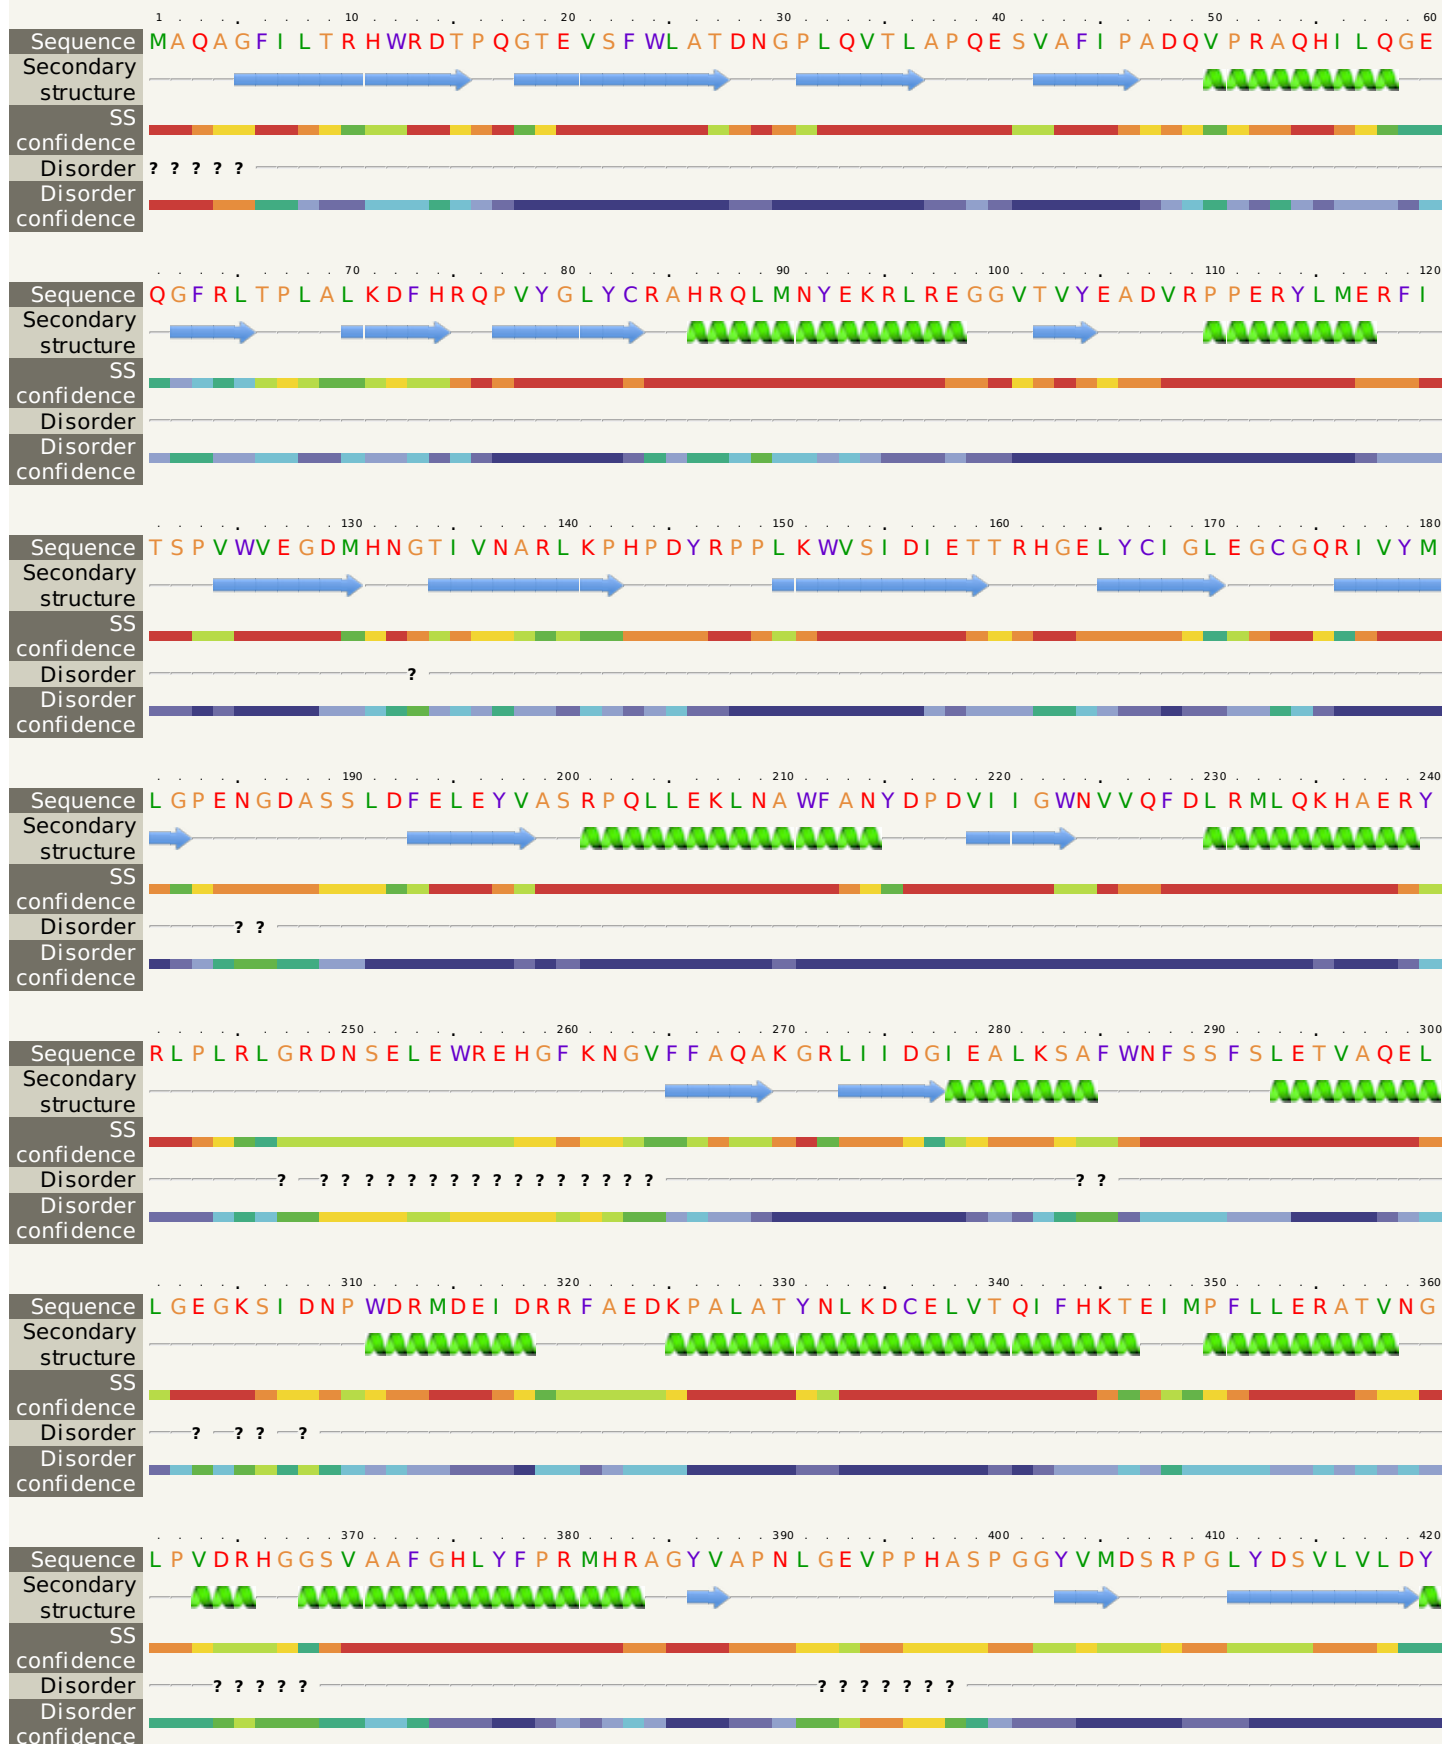 1 10 20 30 40 50 60
Sequence MAQAGFILTRHWRDTPQGTEVSFWLATDNGPLQVTLAPQESVAFIPADQVPRAQHILQGE
Secondary structure
SS confidence
Disorder ? ? ? ? ?
Disorder confidence
70 80 90 100 110 120
Sequence QGFRLTPLALKDFHRQPVYGLYCRAHRQLMNYEKRLREGGVTVYEADVRPPERYLMERFI
Secondary structure
SS confidence
Disorder
Disorder confidence
130 140 150 160 170 180
Sequence TSPVWVEGDMHNGTIVNARLKPHPDYRPPLKWVSIDIETTRHGELYCIGLEGCGQRIVYM
Secondary structure
SS confidence
Disorder ?
Disorder confidence
190 200 210 220 230 240
Sequence LGPENGDASSLDFELEYVASRPQLLEKLNAWFANYDPDVIIGWNVVQFDLRMLQKHAERY
Secondary structure
SS confidence
Disorder ? ?
Disorder confidence
250 260 270 280 290 300
Sequence RLPLRLGRDNSELEWREHGFKNGVFFAQAKGRLIIDGIEALKSAFWNFSSFSLETVAQEL
Secondary structure
SS confidence
Disorder ? ? ? ? ? ? ? ? ? ? ? ? ? ? ? ? ? ? ?
Disorder confidence
310 320 330 340 350 360
Sequence LGEGKSIDNPWDRMDEIDRRFAEDKPALATYNLKDCELVTQIFHKTEIMPFLLERATVNG
Secondary structure
SS confidence
Disorder ? ? ? ?
Disorder confidence
370 380 390 400 410 420
Sequence LPVDRHGGSVAAFGHLYFPRMHRAGYVAPNLGEVPPHASPGGYVMDSRPGLYDSVLVLDY
Secondary structure
SS confidence
Disorder ? ? ? ? ? ? ? ? ? ? ? ?
Disorder confidence